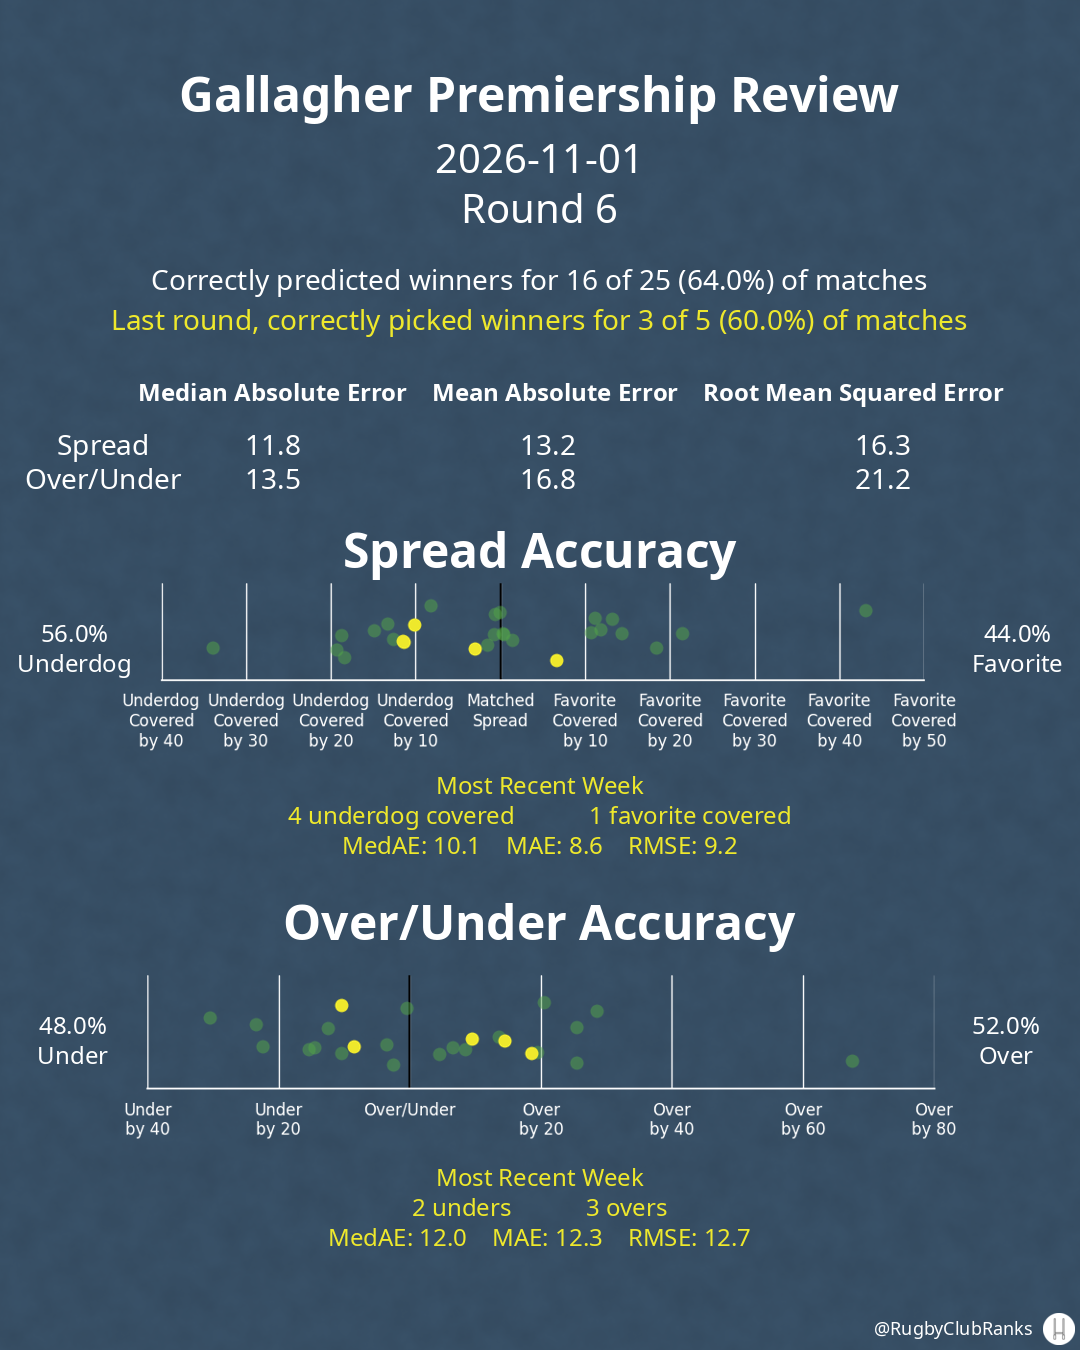 Gallagher Premiership Review
2026-11-01
Round 6
Correctly predicted winners for 16 of 25 (64.0%) of matches
Last round, correctly picked winners for 3 of 5 (60.0%) of matches
Median Absolute Error Mean Absolute Error Root Mean Squared Error
Spread 11.8 13.2 16.3
Over/Under 13.5 16.8 21.2
Spread Accuracy
56.0%
Underdog
44.0%
Favorite
Underdog Underdog Underdog Underdog Matched Favorite Favorite Favorite Favorite Favorite
Covered Covered Covered Covered Spread Covered Covered Covered Covered Covered
by 40 by 30 by 20 by 10 by 10 by 20 by 30 by 40 by 50
Most Recent Week
4 underdog covered 1 favorite covered
MedAE: 10.1 MAE: 8.6 RMSE: 9.2
Over/Under Accuracy
48.0%
Under
52.0%
Over
Under Under Over/Under Over Over Over Over
by 40 by 20 by 20 by 40 by 60 by 80
Most Recent Week
2 unders 3 overs
MedAE: 12.0 MAE: 12.3 RMSE: 12.7
@RugbyClubRanks